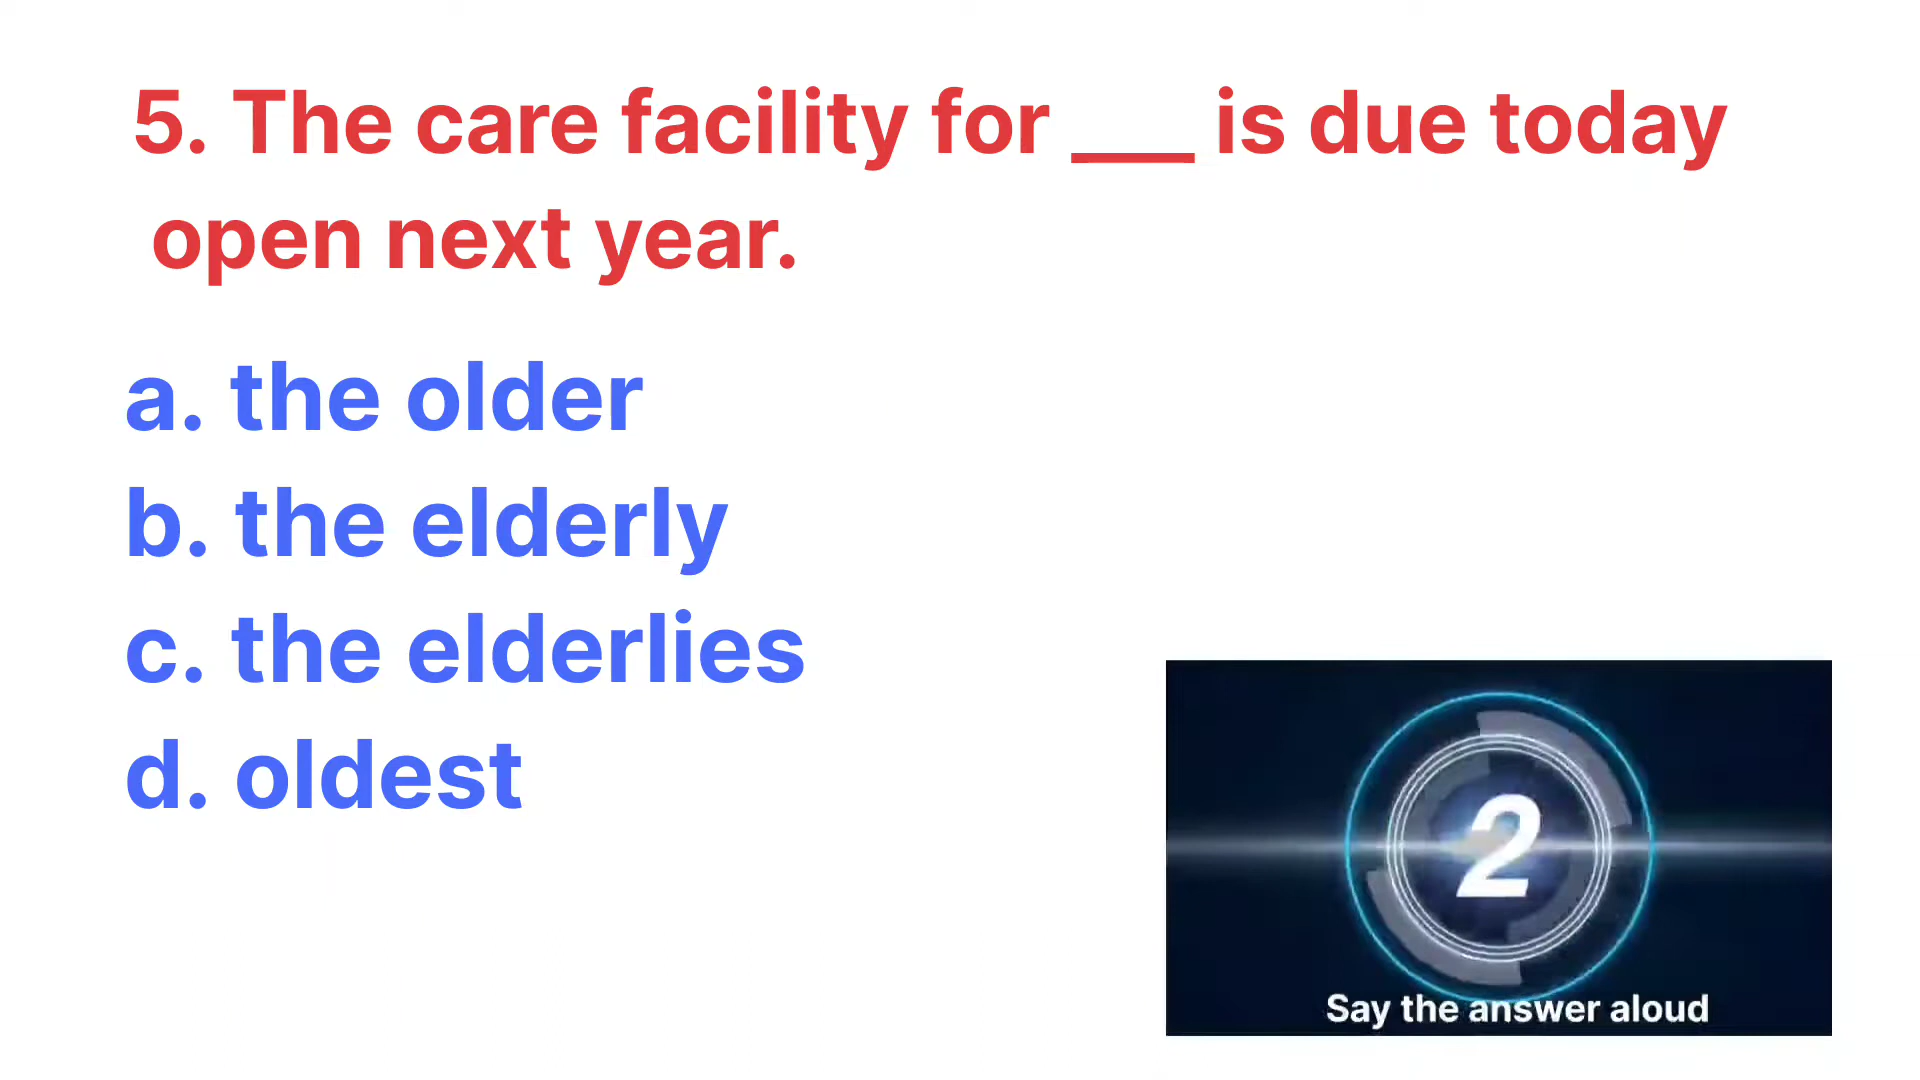 5. The care facility for ___ is due today
open next year.
a. the older
b. the elderly
c. the elderlies
d. oldest
2
Say the answer aloud